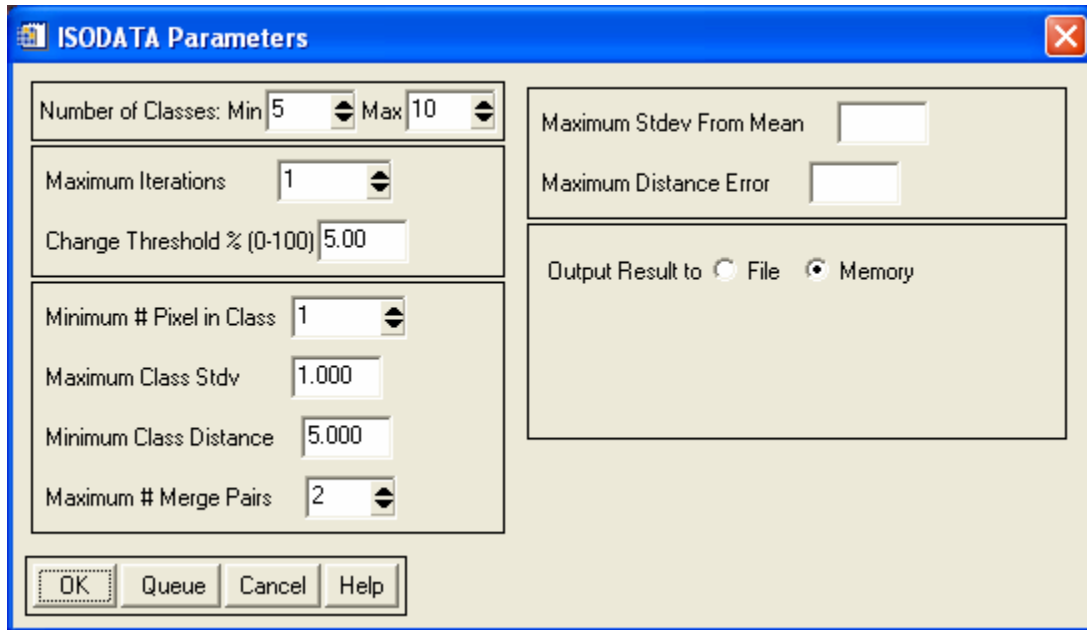 ISODATA Parameters
Number of Classes: Min 5 Max 10
Maximum Iterations 1
Change Threshold % (0-100) 5.00
Minimum # Pixel in Class 1
Maximum Class Stdv 1.000
Minimum Class Distance 5.000
Maximum # Merge Pairs 2
Maximum Stdev From Mean
Maximum Distance Error
Output Result to File Memory
OK Queue Cancel Help